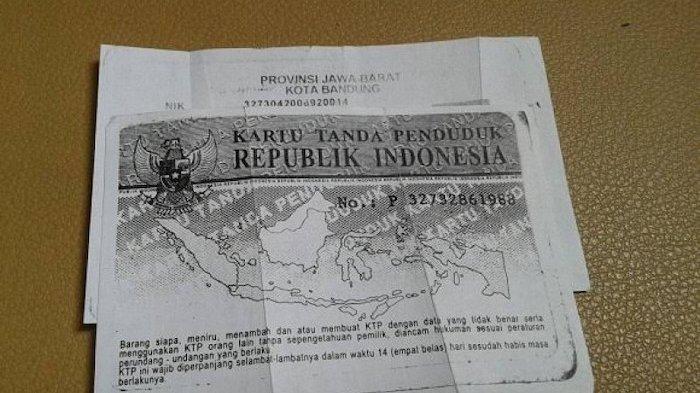 PROVINSI JAWA BARAT
KOTA BANDUNG
NIK 3273042006920014
KARTU TANDA PENDUDUK
REPUBLIK INDONESIA
No.: P 32732861988
Barang siapa, meniru, menambah dan atau membuat KTP dengan data yang tidak benar serta
menggunakan KTP orang lain tanpa sepengetahuan pemilik, diancam hukuman sesuai peraturan
perundang - undangan yang berlaku
KTP ini wajib diperpanjang selambat-lambatnya dalam waktu 14 (empat belas) hari sesudah habis masa
berlakunya.